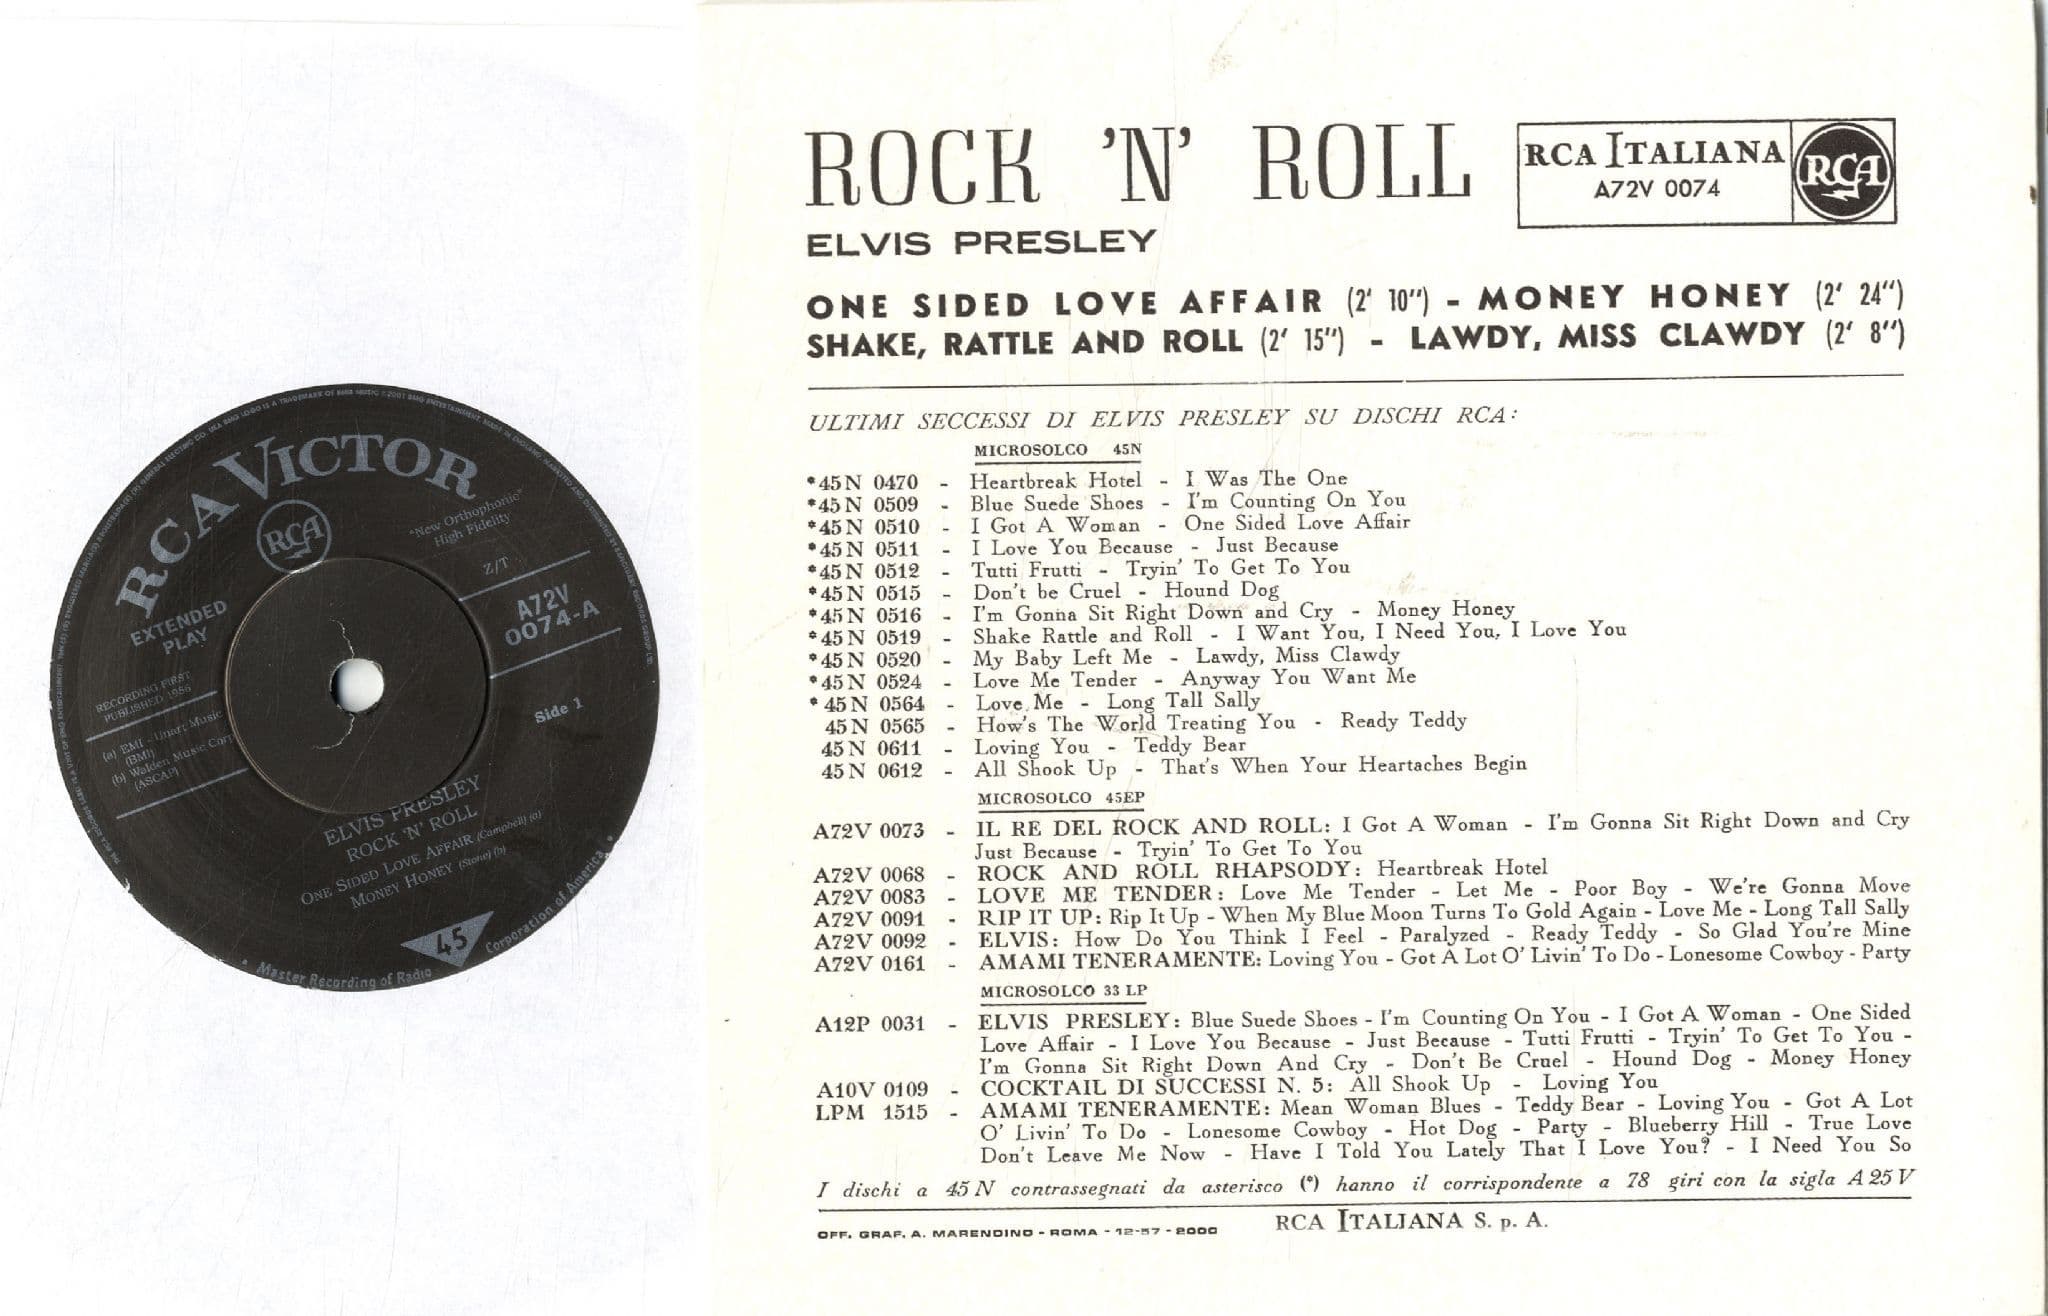 RCA VICTOR
RCA
"New Orthophonic"
High Fidelity
Z/T
EXTENDED
PLAY
A72V
0074-A
RECORDING FIRST
PUBLISHED 1956
Side 1
(a) EMI - Unart Music
(BMI)
(b) Walden Music Corp
(ASCAP)
ELVIS PRESLEY
ROCK 'N' ROLL
ONE SIDED LOVE AFFAIR (Campbell) (a)
MONEY HONEY (Stone) (b)
45
• Master Recording of Radio Corporation of America •
ROCK 'N' ROLL
RCA ITALIANA
A72V 0074
RCA
ELVIS PRESLEY
ONE SIDED LOVE AFFAIR (2' 10'') - MONEY HONEY (2' 24'')
SHAKE, RATTLE AND ROLL (2' 15'') - LAWDY, MISS CLAWDY (2' 8'')
ULTIMI SECCESSI DI ELVIS PRESLEY SU DISCHI RCA:
MICROSOLCO 45N
*45N 0470 - Heartbreak Hotel - I Was The One
*45N 0509 - Blue Suede Shoes - I'm Counting On You
*45N 0510 - I Got A Woman - One Sided Love Affair
*45N 0511 - I Love You Because - Just Because
*45N 0512 - Tutti Frutti - Tryin' To Get To You
*45N 0515 - Don't be Cruel - Hound Dog
*45N 0516 - I'm Gonna Sit Right Down and Cry - Money Honey
*45N 0519 - Shake Rattle and Roll - I Want You, I Need You, I Love You
*45N 0520 - My Baby Left Me - Lawdy, Miss Clawdy
*45N 0524 - Love Me Tender - Anyway You Want Me
*45N 0564 - Love Me - Long Tall Sally
45N 0565 - How's The World Treating You - Ready Teddy
45N 0611 - Loving You - Teddy Bear
45N 0612 - All Shook Up - That's When Your Heartaches Begin
MICROSOLCO 45EP
A72V 0073 - IL RE DEL ROCK AND ROLL: I Got A Woman - I'm Gonna Sit Right Down and Cry
Just Because - Tryin' To Get To You
A72V 0068 - ROCK AND ROLL RHAPSODY: Heartbreak Hotel
A72V 0083 - LOVE ME TENDER: Love Me Tender - Let Me - Poor Boy - We're Gonna Move
A72V 0091 - RIP IT UP: Rip It Up - When My Blue Moon Turns To Gold Again - Love Me - Long Tall Sally
A72V 0092 - ELVIS: How Do You Think I Feel - Paralyzed - Ready Teddy - So Glad You're Mine
A72V 0161 - AMAMI TENERAMENTE: Loving You - Got A Lot O' Livin' To Do - Lonesome Cowboy - Party
MICROSOLCO 33 LP
A12P 0031 - ELVIS PRESLEY: Blue Suede Shoes - I'm Counting On You - I Got A Woman - One Sided
Love Affair - I Love You Because - Just Because - Tutti Frutti - Tryin' To Get To You -
I'm Gonna Sit Right Down And Cry - Don't Be Cruel - Hound Dog - Money Honey
A10V 0109 - COCKTAIL DI SUCCESSI N. 5: All Shook Up - Loving You
LPM 1515 - AMAMI TENERAMENTE: Mean Woman Blues - Teddy Bear - Loving You - Got A Lot
O' Livin' To Do - Lonesome Cowboy - Hot Dog - Party - Blueberry Hill - True Love
Don't Leave Me Now - Have I Told You Lately That I Love You? - I Need You So
I dischi a 45N contrassegnati da asterisco (*) hanno il corrispondente a 78 giri con la sigla A25V
OFF. GRAF. A. MARENDINO - ROMA - 12-57 - 2000
RCA ITALIANA S. p. A.